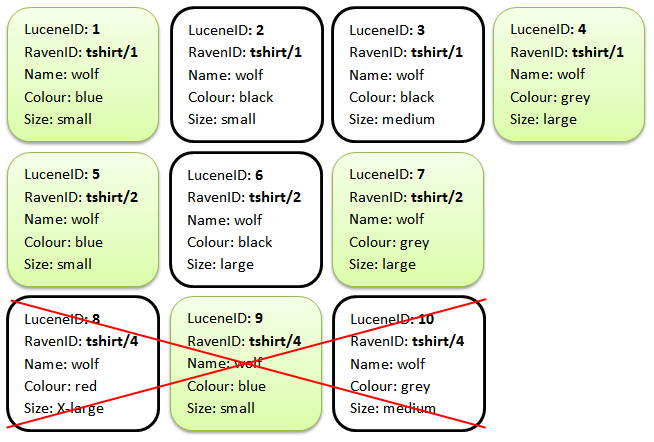 LuceneID: 1
RavenID: tshirt/1
Name: wolf
Colour: blue
Size: small
LuceneID: 2
RavenID: tshirt/1
Name: wolf
Colour: black
Size: small
LuceneID: 3
RavenID: tshirt/1
Name: wolf
Colour: black
Size: medium
LuceneID: 4
RavenID: tshirt/1
Name: wolf
Colour: grey
Size: large
LuceneID: 5
RavenID: tshirt/2
Name: wolf
Colour: blue
Size: small
LuceneID: 6
RavenID: tshirt/2
Name: wolf
Colour: black
Size: large
LuceneID: 7
RavenID: tshirt/2
Name: wolf
Colour: grey
Size: large
LuceneID: 8
RavenID: tshirt/4
Name: wolf
Colour: red
Size: X-large
LuceneID: 9
RavenID: tshirt/4
Name: wolf
Colour: blue
Size: small
LuceneID: 10
RavenID: tshirt/4
Name: wolf
Colour: grey
Size: medium